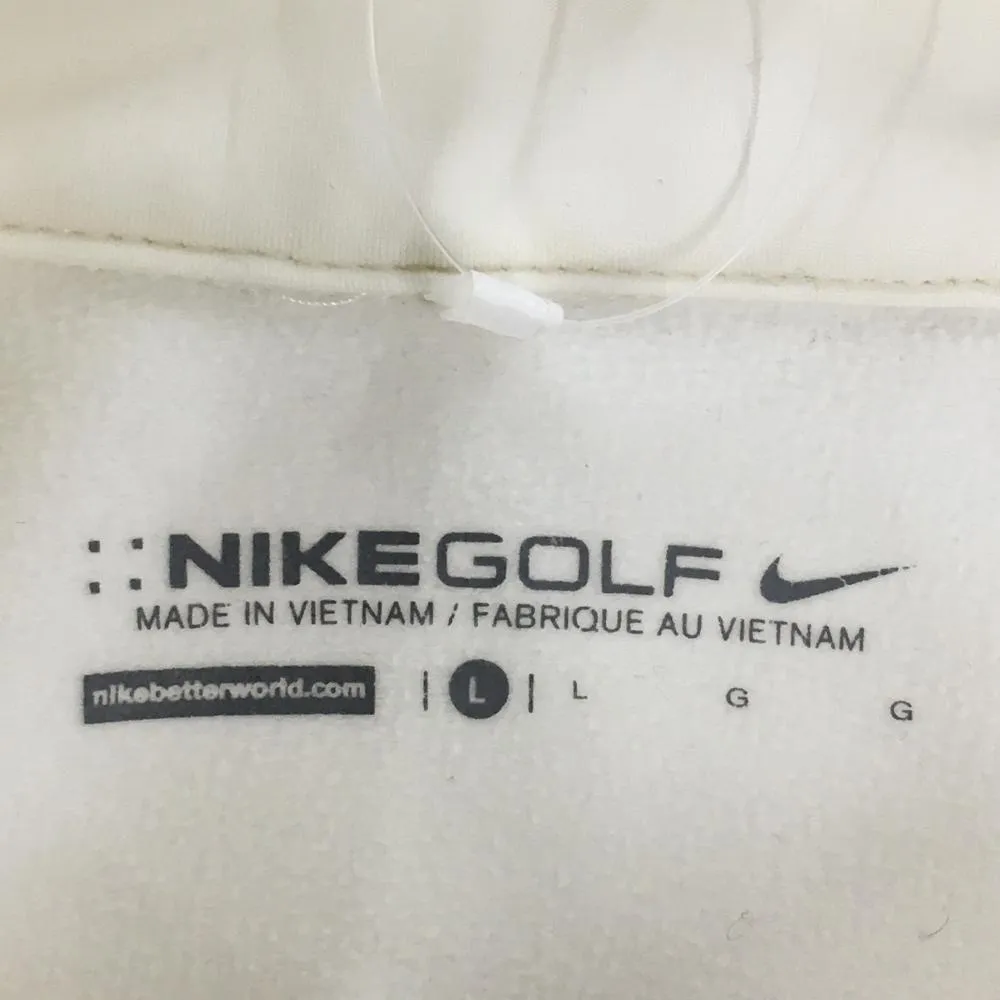 NIKEGOLF
MADE IN VIETNAM / FABRIQUE AU VIETNAM
nikebetterworld.com | L | L G G